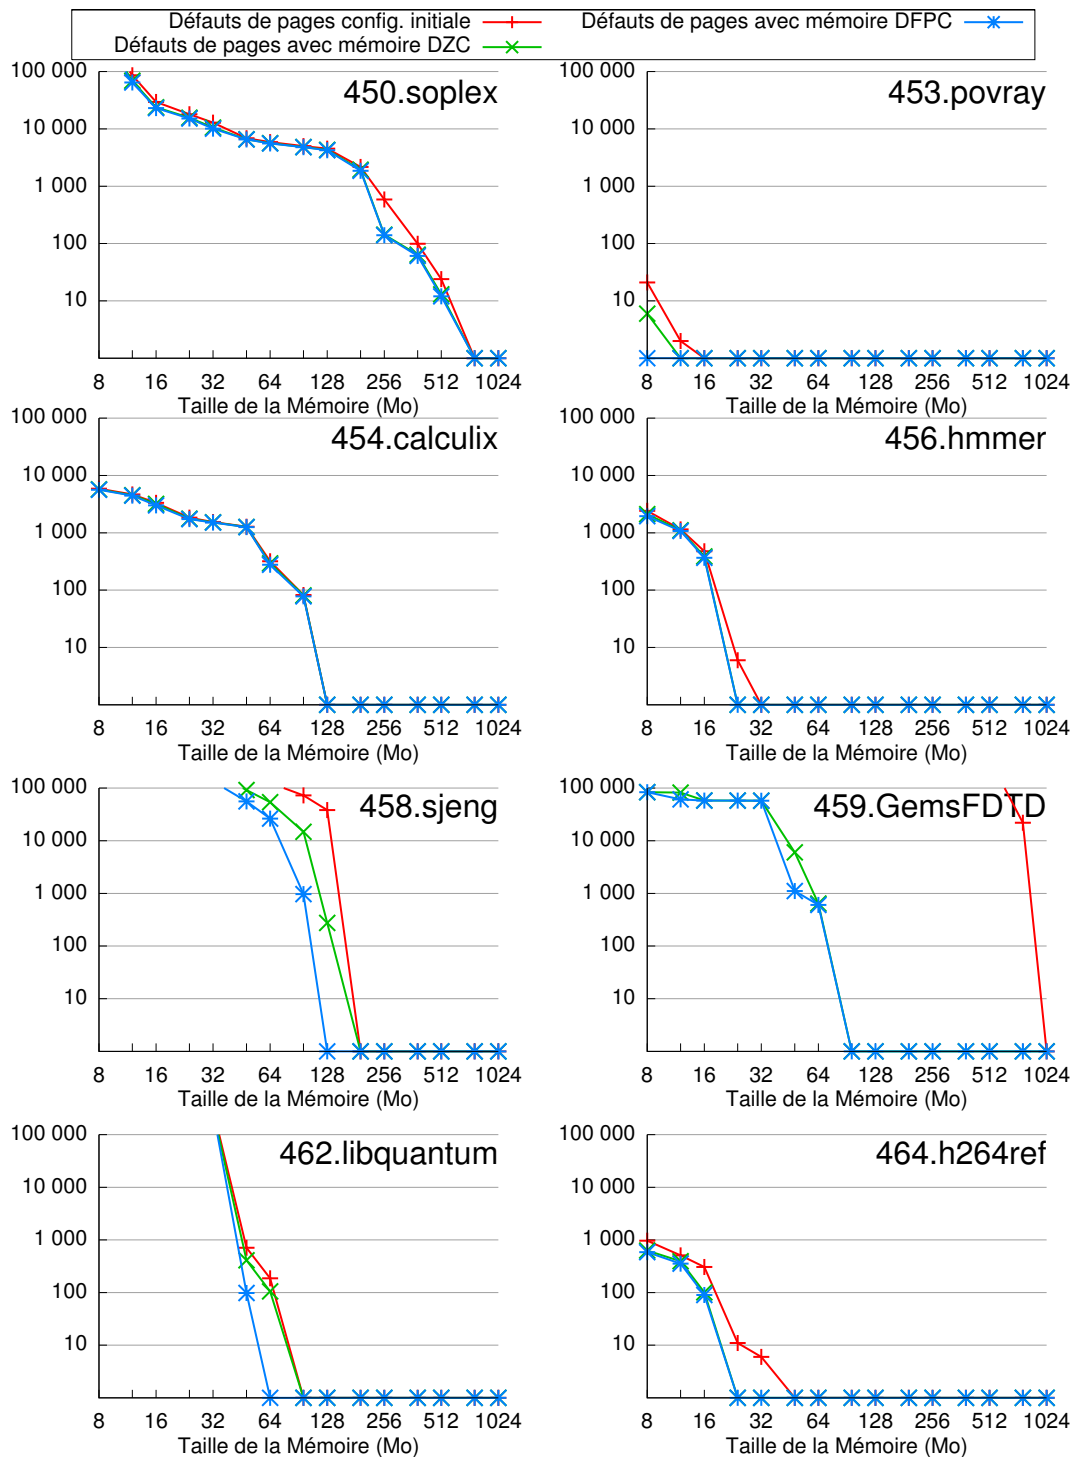 Défauts de pages config. initiale
Défauts de pages avec mémoire DFPC
Défauts de pages avec mémoire DZC
450.soplex
100 000
10 000
1 000
100
10
8 16 32 64 128 256 512 1024
Taille de la Mémoire (Mo)
453.povray
100 000
10 000
1 000
100
10
8 16 32 64 128 256 512 1024
Taille de la Mémoire (Mo)
454.calculix
100 000
10 000
1 000
100
10
8 16 32 64 128 256 512 1024
Taille de la Mémoire (Mo)
456.hmmer
100 000
10 000
1 000
100
10
8 16 32 64 128 256 512 1024
Taille de la Mémoire (Mo)
458.sjeng
100 000
10 000
1 000
100
10
8 16 32 64 128 256 512 1024
Taille de la Mémoire (Mo)
459.GemsFDTD
100 000
10 000
1 000
100
10
8 16 32 64 128 256 512 1024
Taille de la Mémoire (Mo)
462.libquantum
100 000
10 000
1 000
100
10
8 16 32 64 128 256 512 1024
Taille de la Mémoire (Mo)
464.h264ref
100 000
10 000
1 000
100
10
8 16 32 64 128 256 512 1024
Taille de la Mémoire (Mo)